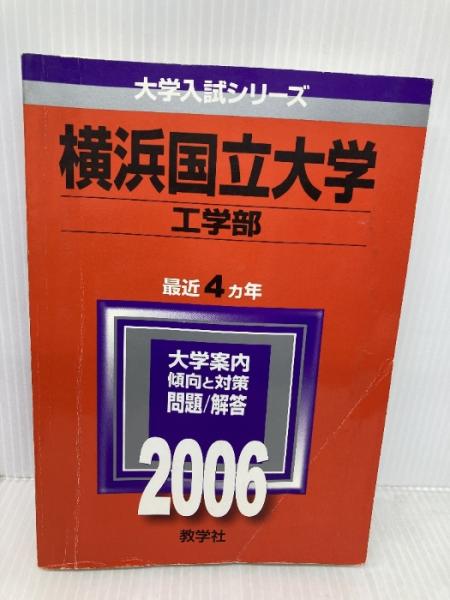 大学入試シリーズ
横浜国立大学
工学部
最近4ヵ年
大学案内
傾向と対策
問題/解答
2006
教学社